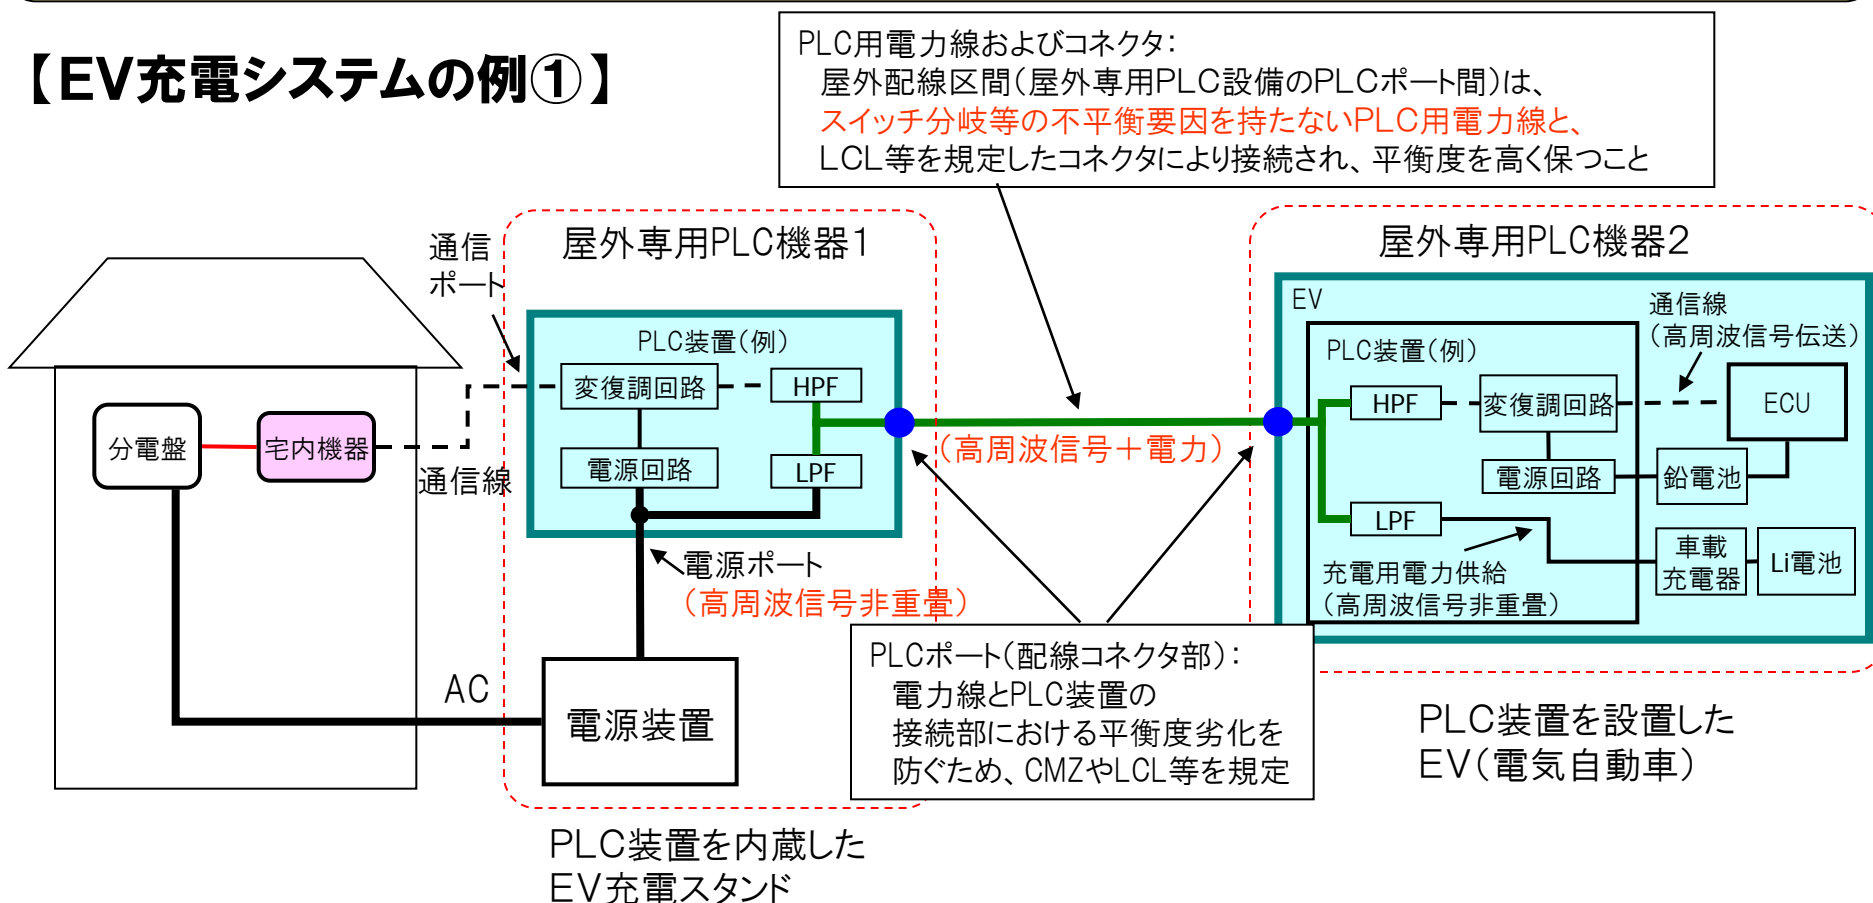 【EV充電システムの例①】
PLC用電力線およびコネクタ：
屋外配線区間（屋外専用PLC設備のPLCポート間）は、
スイッチ分岐等の不平衡要因を持たないPLC用電力線と、
LCL等を規定したコネクタにより接続され、平衡度を高く保つこと
通信
ポート
屋外専用PLC機器1
屋外専用PLC機器2
PLC装置（例）
変復調回路
HPF
電源回路
LPF
分電盤
宅内機器
通信線
（高周波信号＋電力）
EV
PLC装置（例）
通信線
（高周波信号伝送）
HPF
変復調回路
ECU
電源回路
鉛電池
LPF
車載
充電器
Li電池
充電用電力供給
（高周波信号非重畳）
電源ポート
（高周波信号非重畳）
AC
電源装置
PLCポート（配線コネクタ部）：
電力線とPLC装置の
接続部における平衡度劣化を
防ぐため、CMZやLCL等を規定
PLC装置を設置した
EV（電気自動車）
PLC装置を内蔵した
EV充電スタンド